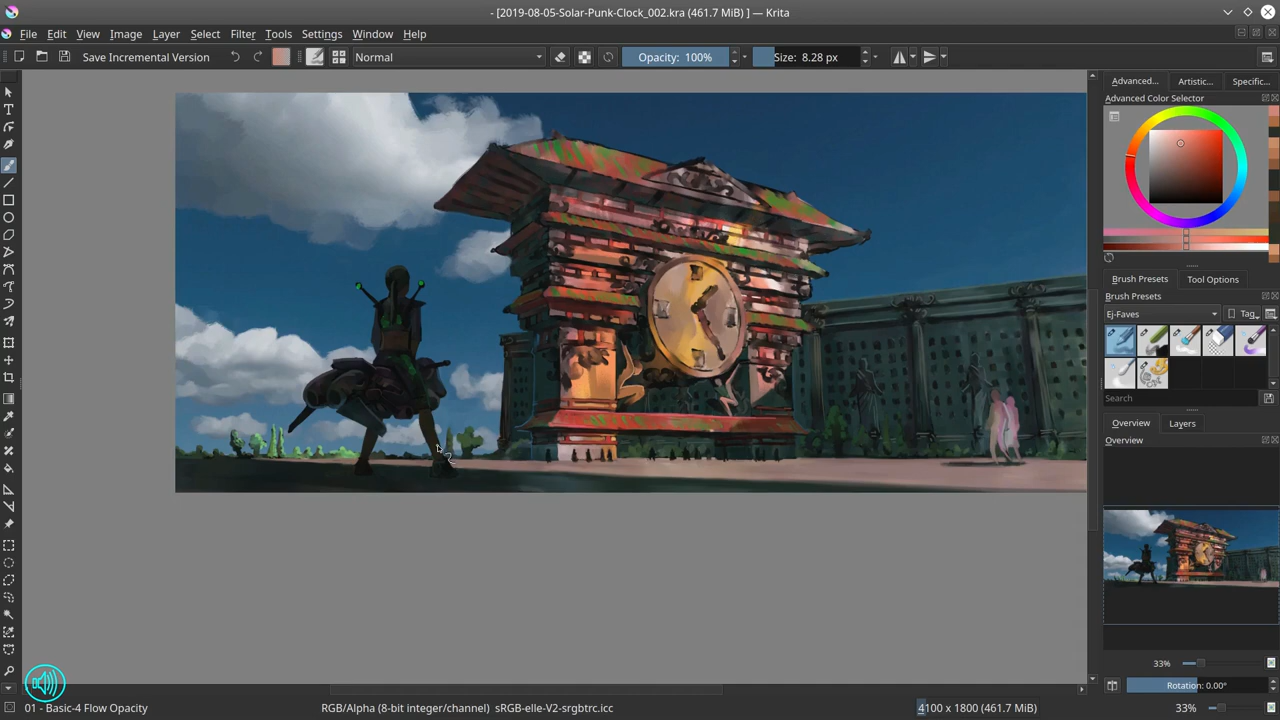 - [2019-08-05-Solar-Punk-Clock_002.kra (461.7 MiB) ] — Krita
File Edit View Image Layer Select Filter Tools Settings Window Help
Save Incremental Version Normal Opacity: 100% Size: 8.28 px
Advanced... Artistic... Specific...
Advanced Color Selector
Brush Presets Tool Options
Brush Presets
Ej-Faves Tag
Search
Overview Layers
Overview
33%
Rotation: 0.00°
01 - Basic-4 Flow Opacity RGB/Alpha (8-bit integer/channel) sRGB-elle-V2-srgbtrc.icc 4100 x 1800 (461.7 MiB) 33%